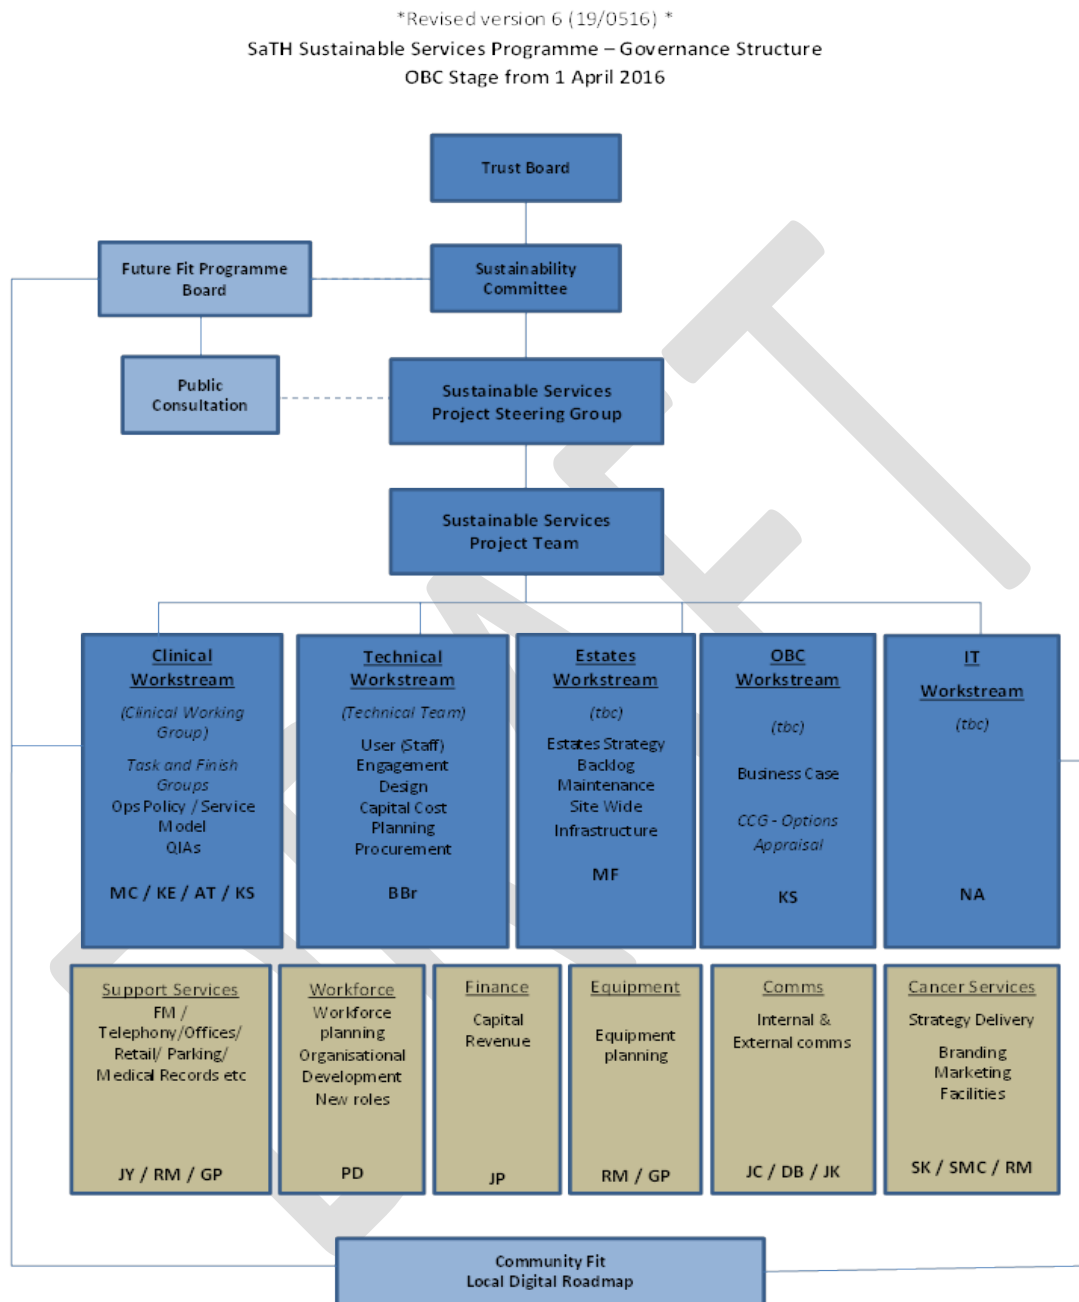 *Revised version 6 (19/0516) *
SaTH Sustainable Services Programme – Governance Structure
OBC Stage from 1 April 2016
Trust Board
Future Fit Programme
Board
Sustainability
Committee
Public
Consultation
Sustainable Services
Project Steering Group
Sustainable Services
Project Team
Clinical
Workstream
(Clinical Working
Group)
Task and Finish
Groups
Ops Policy / Service
Model
QIAs
MC / KE / AT / KS
Technical
Workstream
(Technical Team)
User (Staff)
Engagement
Design
Capital Cost
Planning
Procurement
BBr
Estates
Workstream
(tbc)
Estates Strategy
Backlog
Maintenance
Site Wide
Infrastructure
MF
OBC
Workstream
(tbc)
Business Case
CCG - Options
Appraisal
KS
IT
Workstream
(tbc)
NA
Support Services
FM /
Telephony/Offices/
Retail/ Parking/
Medical Records etc
JY / RM / GP
Workforce
Workforce
planning
Organisational
Development
New roles
PD
Finance
Capital
Revenue
JP
Equipment
Equipment
planning
RM / GP
Comms
Internal &
External comms
JC / DB / JK
Cancer Services
Strategy Delivery
Branding
Marketing
Facilities
SK / SMC / RM
Community Fit
Local Digital Roadmap
DRAFT